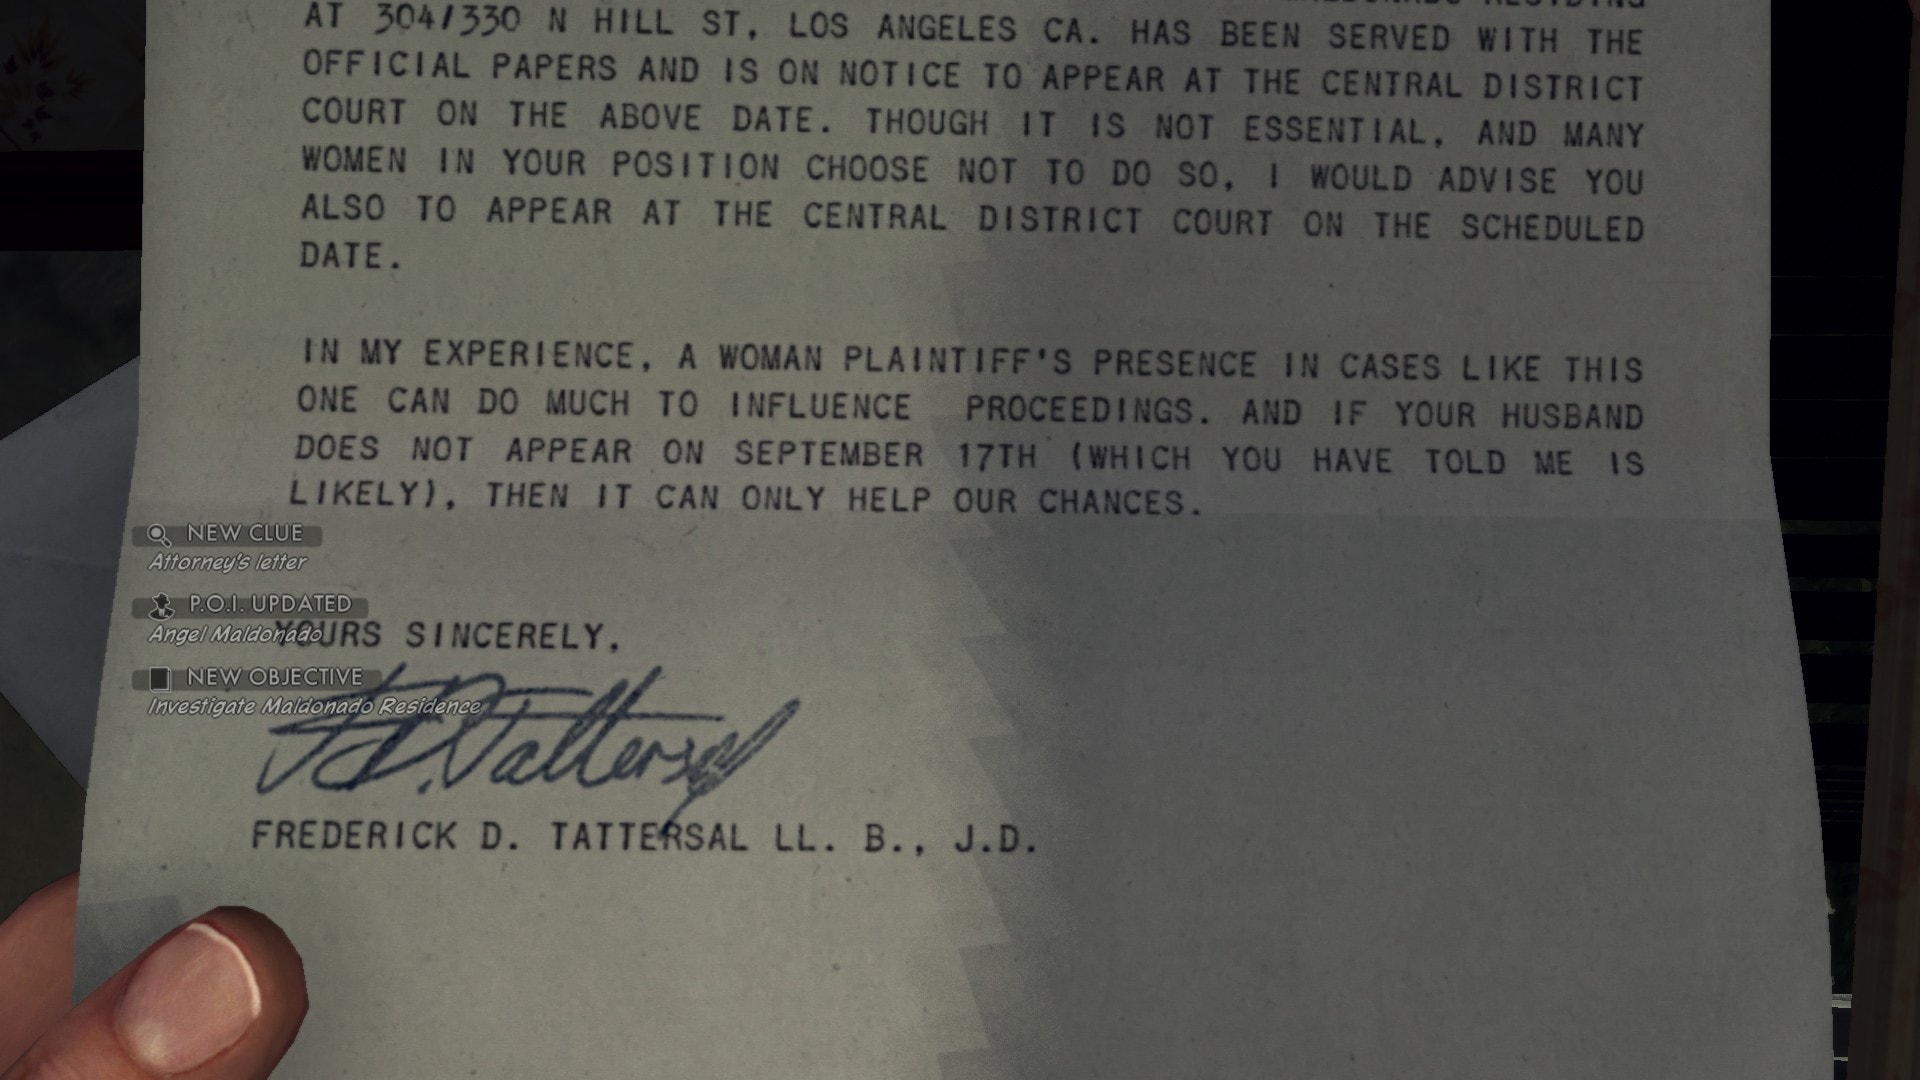 MALDONADO RESIDING
AT 304/330 N HILL ST, LOS ANGELES CA. HAS BEEN SERVED WITH THE
OFFICIAL PAPERS AND IS ON NOTICE TO APPEAR AT THE CENTRAL DISTRICT
COURT ON THE ABOVE DATE. THOUGH IT IS NOT ESSENTIAL, AND MANY
WOMEN IN YOUR POSITION CHOOSE NOT TO DO SO, I WOULD ADVISE YOU
ALSO TO APPEAR AT THE CENTRAL DISTRICT COURT ON THE SCHEDULED
DATE.
IN MY EXPERIENCE, A WOMAN PLAINTIFF'S PRESENCE IN CASES LIKE THIS
ONE CAN DO MUCH TO INFLUENCE PROCEEDINGS. AND IF YOUR HUSBAND
DOES NOT APPEAR ON SEPTEMBER 17TH (WHICH YOU HAVE TOLD ME IS
LIKELY), THEN IT CAN ONLY HELP OUR CHANCES.
NEW CLUE
Attorney's letter
P.O.I. UPDATED
Angel Maldonado
YOURS SINCERELY,
NEW OBJECTIVE
Investigate Maldonado Residence
F.D. Tattersal
FREDERICK D. TATTERSAL LL. B., J.D.